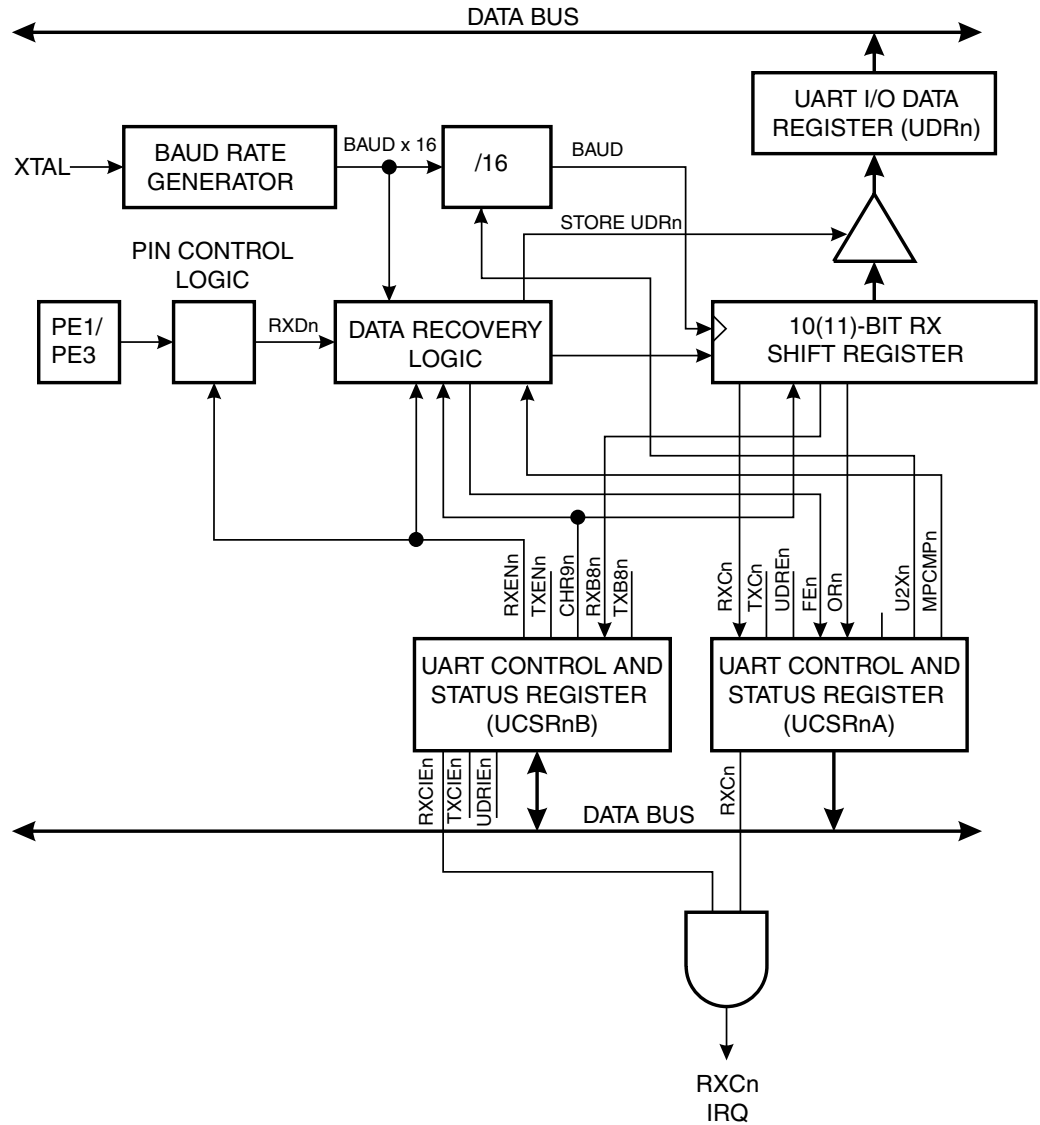 DATA BUS
UART I/O DATA
REGISTER (UDRn)
XTAL
BAUD RATE
GENERATOR
BAUD x 16
/16
BAUD
STORE UDRn
PIN CONTROL
LOGIC
PE1/
PE3
RXDn
DATA RECOVERY
LOGIC
10(11)-BIT RX
SHIFT REGISTER
RXENn
TXENn
CHR9n
RXB8n
TXB8n
RXCn
TXCn
UDREn
FEn
ORn
U2Xn
MPCMPn
UART CONTROL AND
STATUS REGISTER
(UCSRnB)
UART CONTROL AND
STATUS REGISTER
(UCSRnA)
RXCIEn
TXCIEn
UDRIEn
RXCn
DATA BUS
RXCn
IRQ